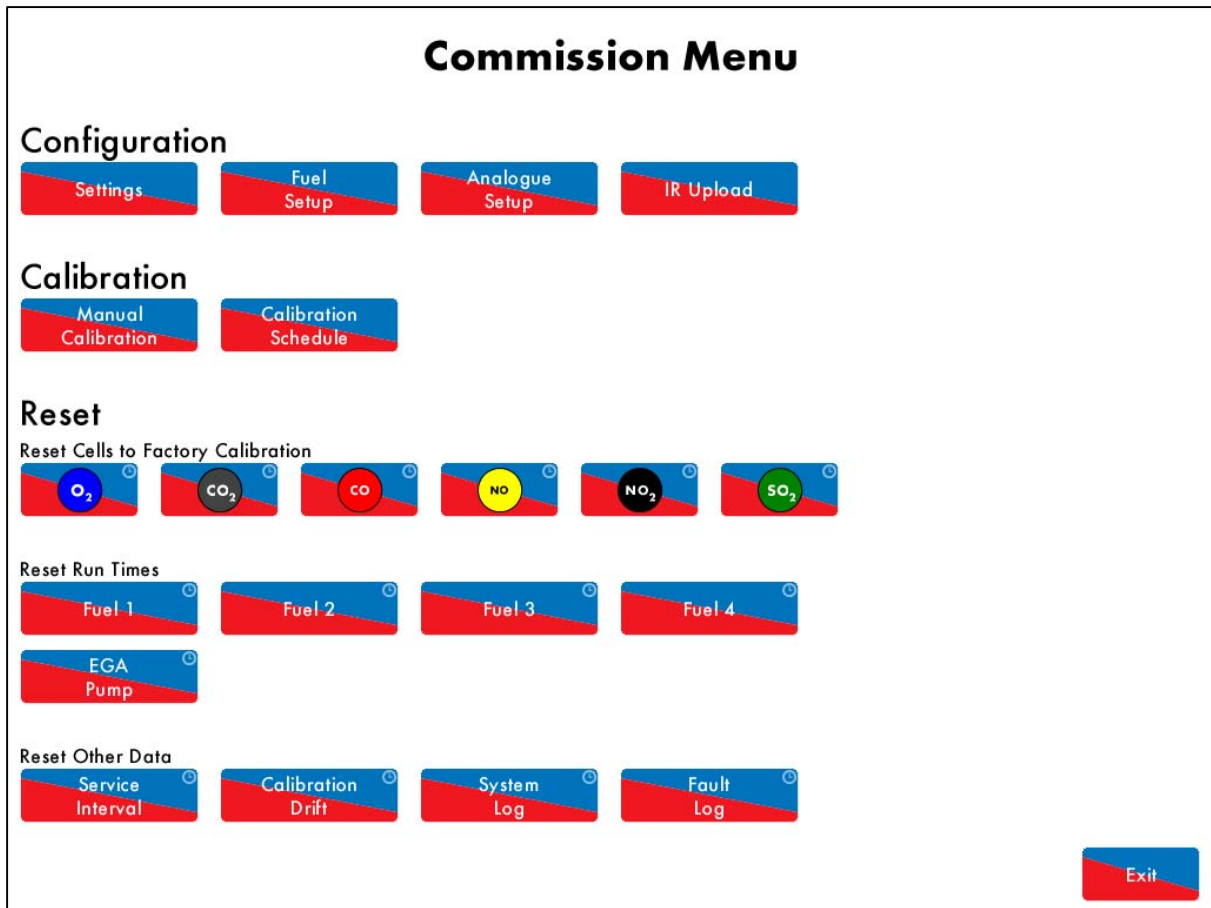 Commission Menu
Configuration
Settings
Fuel
Setup
Analogue
Setup
IR Upload
Calibration
Manual
Calibration
Calibration
Schedule
Reset
Reset Cells to Factory Calibration
O₂
CO₂
CO
NO
NO₂
SO₂
Reset Run Times
Fuel 1
Fuel 2
Fuel 3
Fuel 4
EGA
Pump
Reset Other Data
Service
Interval
Calibration
Drift
System
Log
Fault
Log
Exit